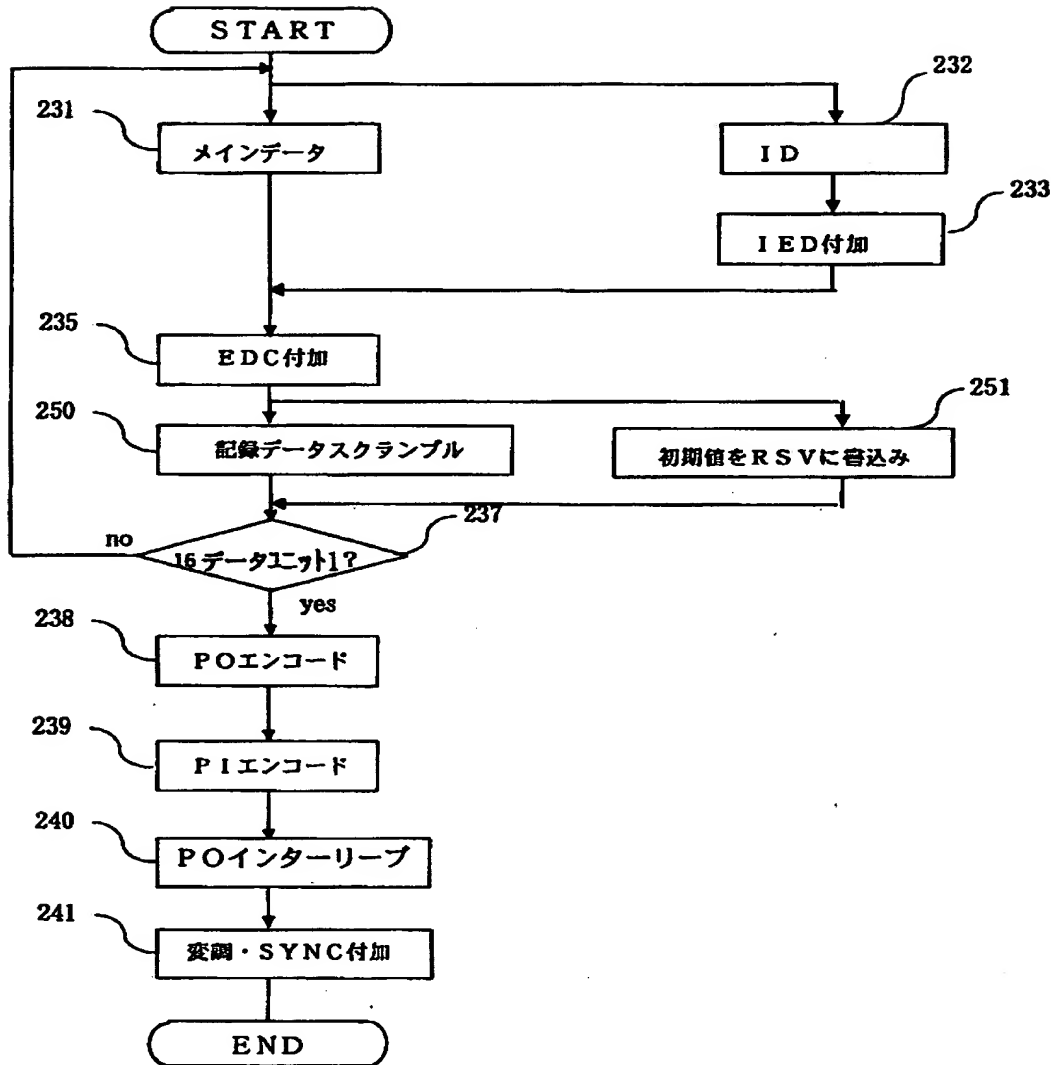 START
232
231
メインデータ
ID
233
IED付加
235
EDC付加
251
250
記録データスクランブル
初期値をRSVに書込み
237
no
16データユニット1?
yes
238
POエンコード
239
PIエンコード
240
POインターリーブ
241
変調・SYNC付加
END